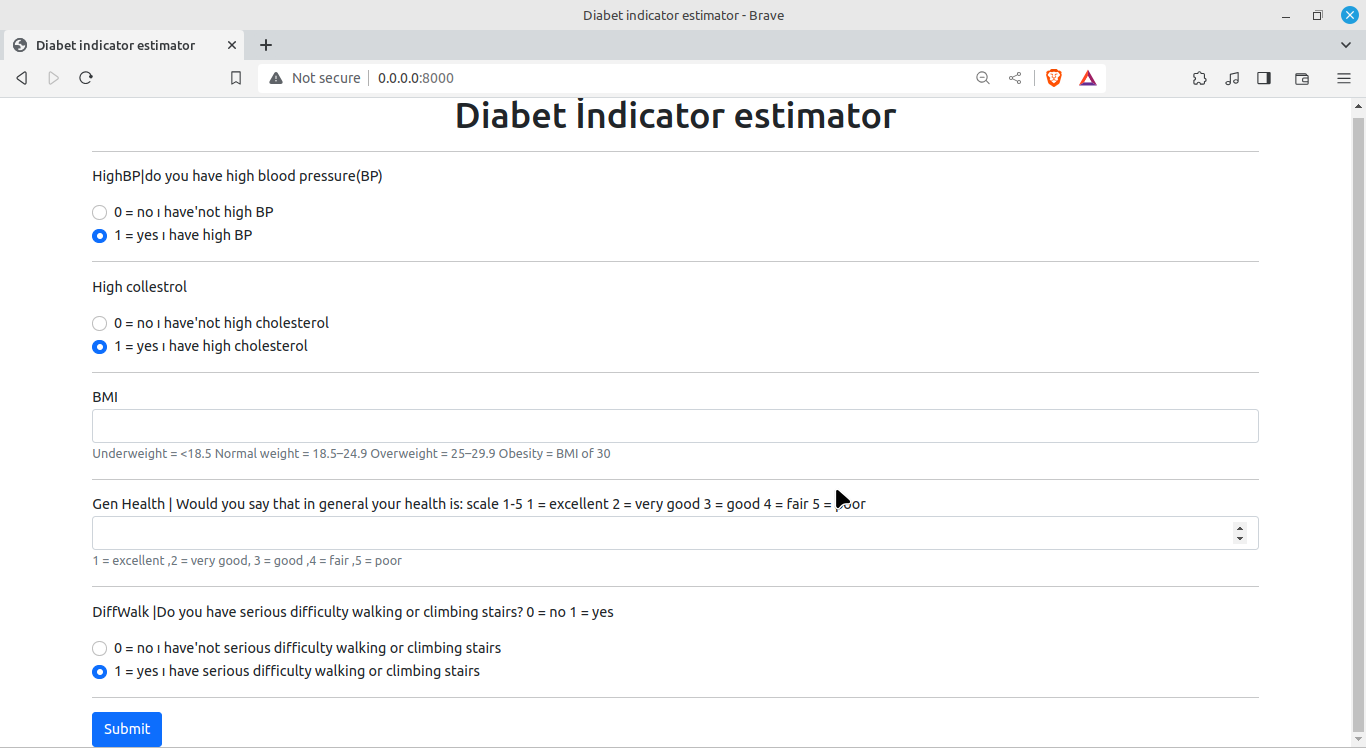 Diabet indicator estimator - Brave
Diabet indicator estimator
Not secure
0.0.0.0:8000
Diabet İndicator estimator
HighBP|do you have high blood pressure(BP)
0 = no ı have'not high BP
1 = yes ı have high BP
High collestrol
0 = no ı have'not high cholesterol
1 = yes ı have high cholesterol
BMI
Underweight = <18.5 Normal weight = 18.5–24.9 Overweight = 25–29.9 Obesity = BMI of 30
Gen Health | Would you say that in general your health is: scale 1-5 1 = excellent 2 = very good 3 = good 4 = fair 5 = poor
1 = excellent ,2 = very good, 3 = good ,4 = fair ,5 = poor
DiffWalk |Do you have serious difficulty walking or climbing stairs? 0 = no 1 = yes
0 = no ı have'not serious difficulty walking or climbing stairs
1 = yes ı have serious difficulty walking or climbing stairs
Submit